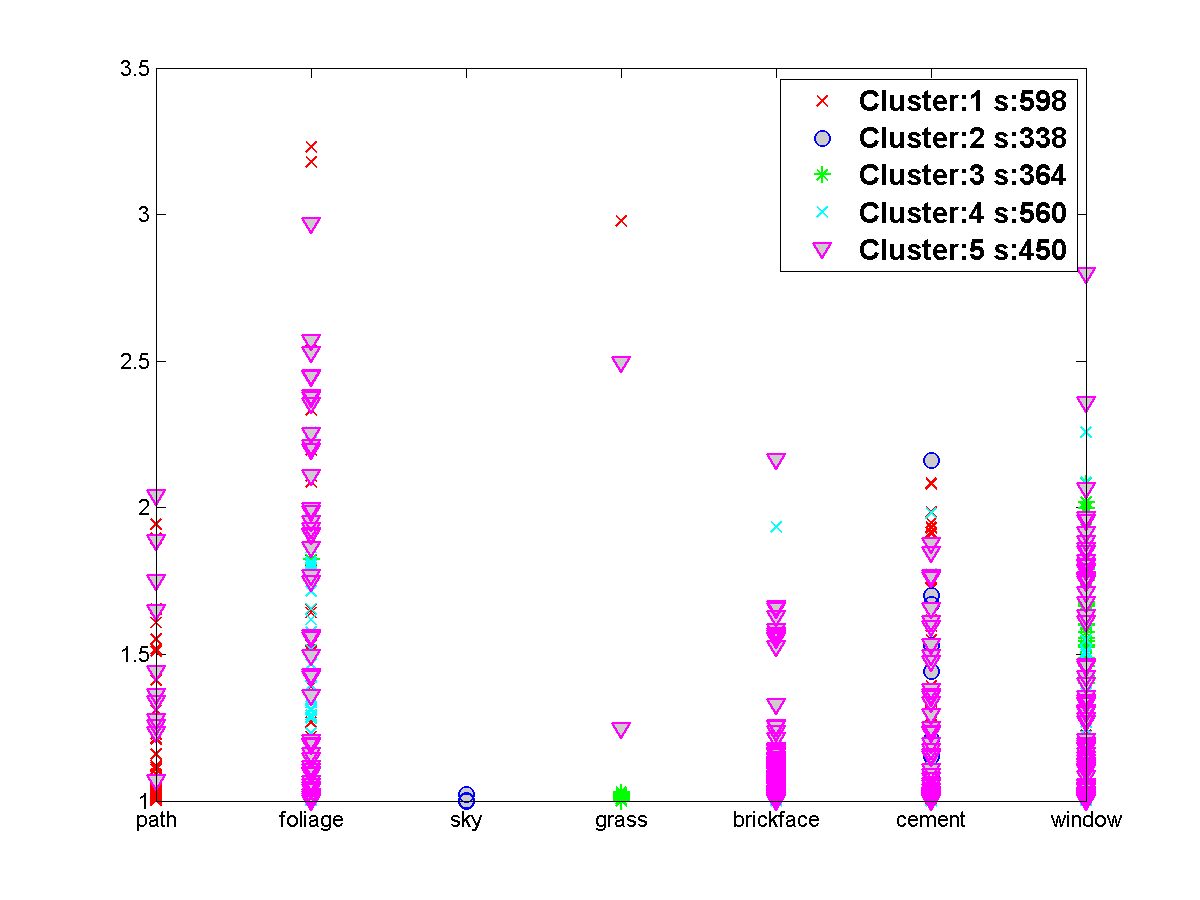 3.5
3
2.5
2
1.5
1
path foliage sky grass brickface cement window
Cluster:1 s:598
Cluster:2 s:338
Cluster:3 s:364
Cluster:4 s:560
Cluster:5 s:450